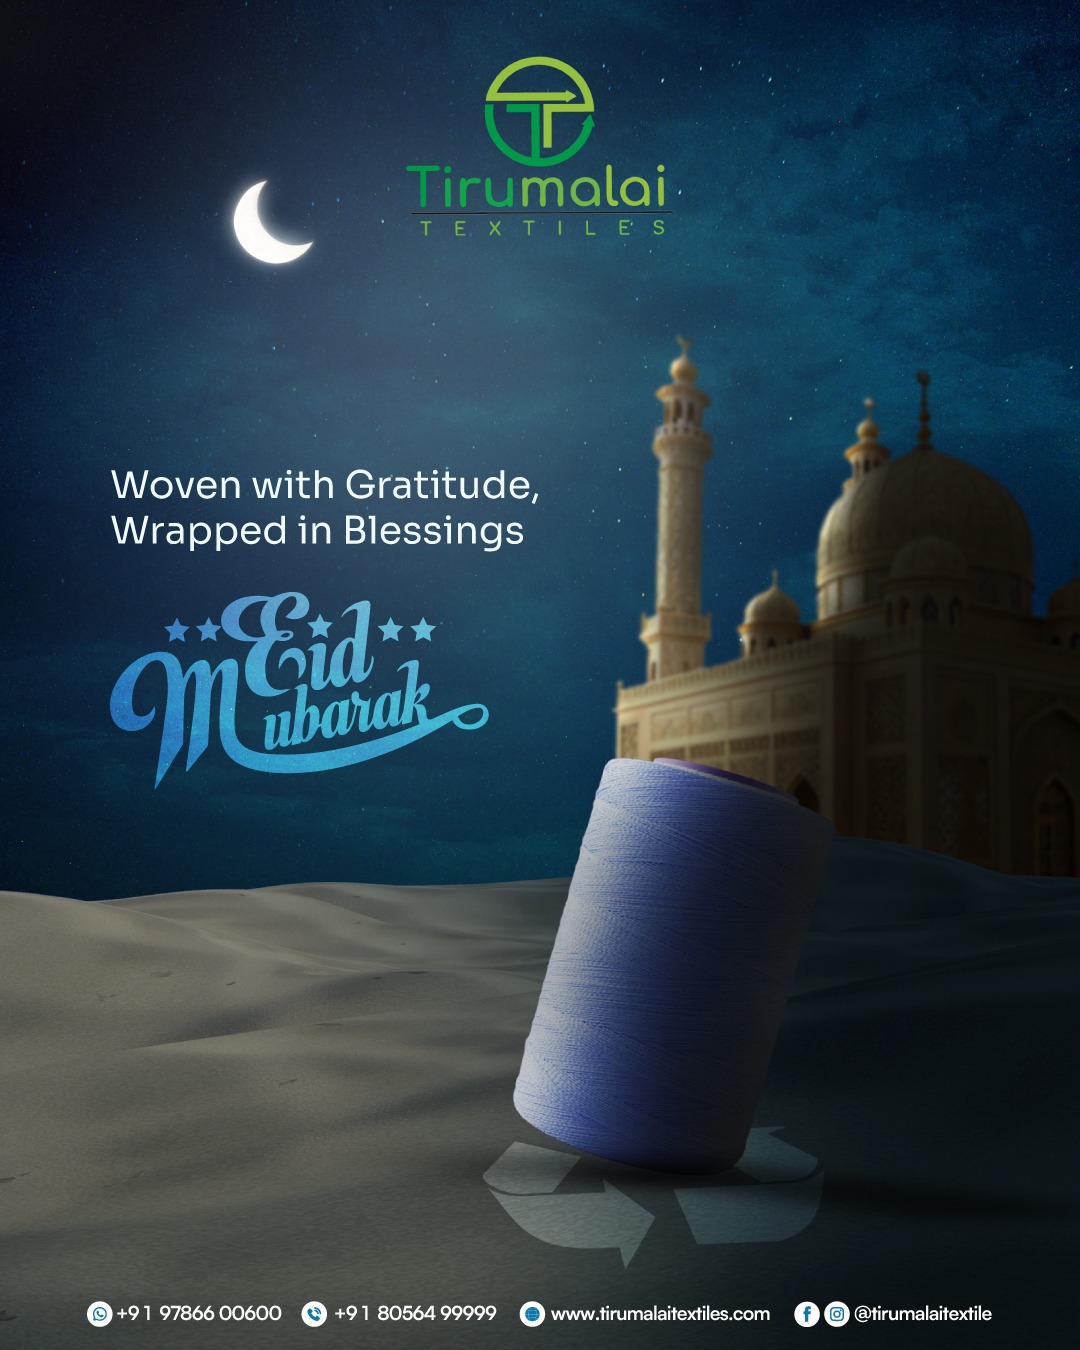 Tirumalai
TEXTILES
Woven with Gratitude,
Wrapped in Blessings
Eid
Mubarak
+91 97866 00600
+91 80564 99999
www.tirumalaitextiles.com
@tirumalaitextile